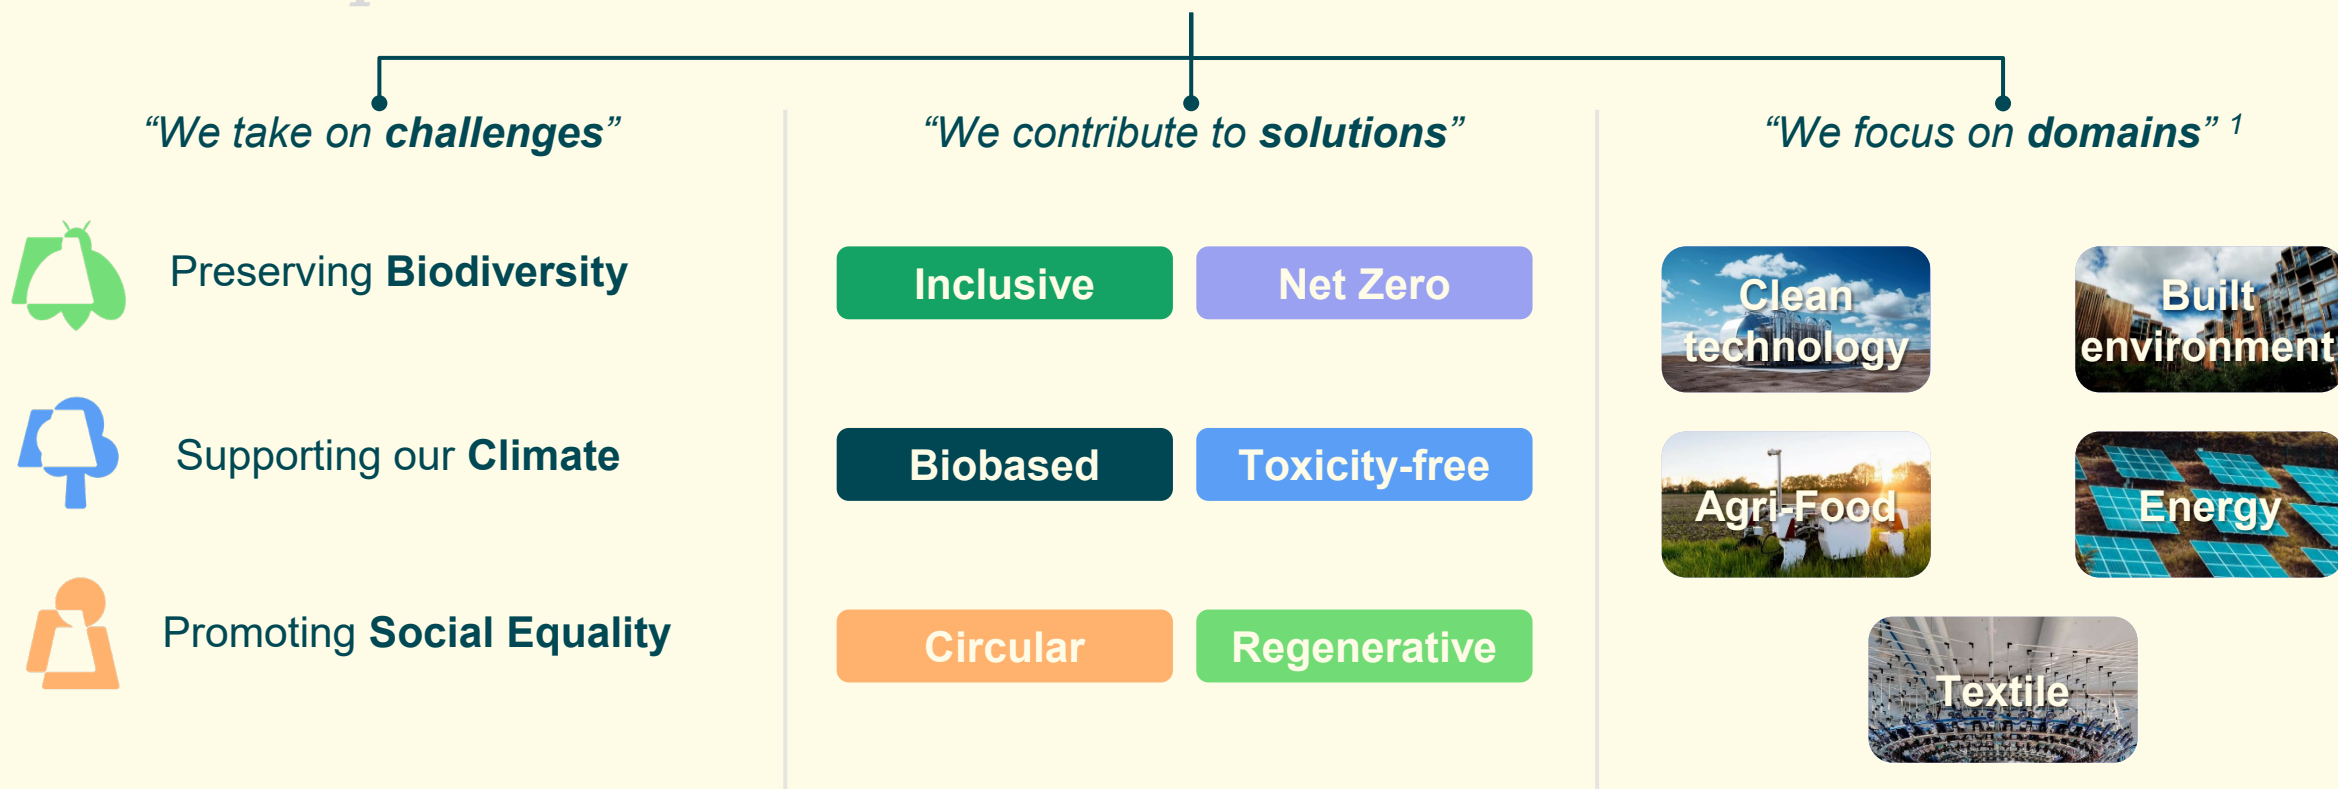 “We take on challenges”
Preserving Biodiversity
Supporting our Climate
Promoting Social Equality
“We contribute to solutions”
Inclusive
Net Zero
Biobased
Toxicity-free
Circular
Regenerative
“We focus on domains” 1
Clean
technology
Built
environment
Agri-Food
Energy
Textile